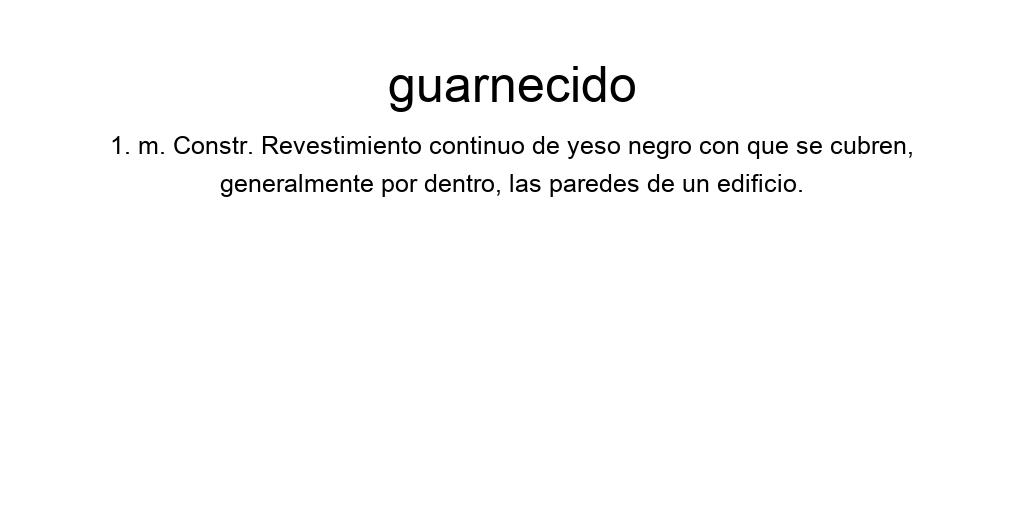 guarnecido
1. m. Constr. Revestimiento continuo de yeso negro con que se cubren,
generalmente por dentro, las paredes de un edificio.